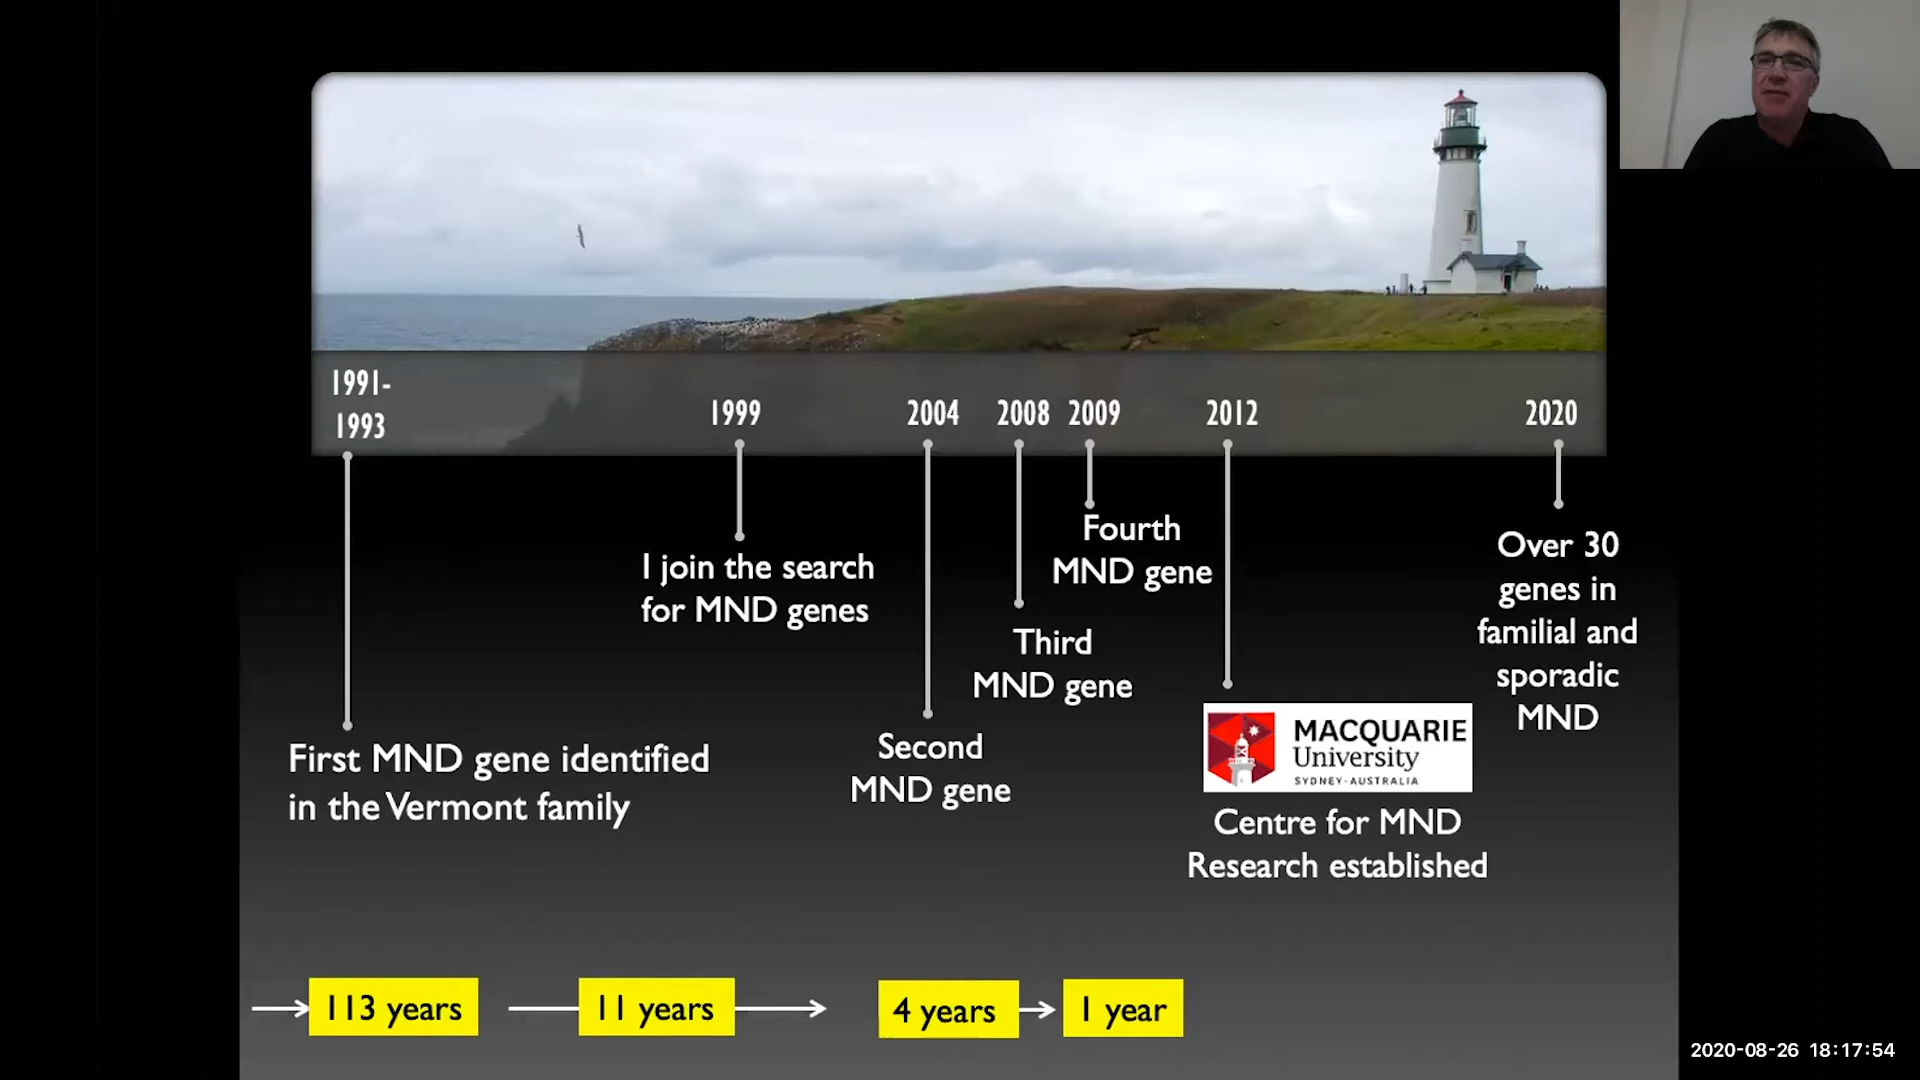 1991-
1993
1999
2004
2008
2009
2012
2020
First MND gene identified
in the Vermont family
I join the search
for MND genes
Second
MND gene
Third
MND gene
Fourth
MND gene
MACQUARIE
University
SYDNEY-AUSTRALIA
Centre for MND
Research established
Over 30
genes in
familial and
sporadic
MND
113 years
11 years
4 years
1 year
2020-08-26 18:17:54